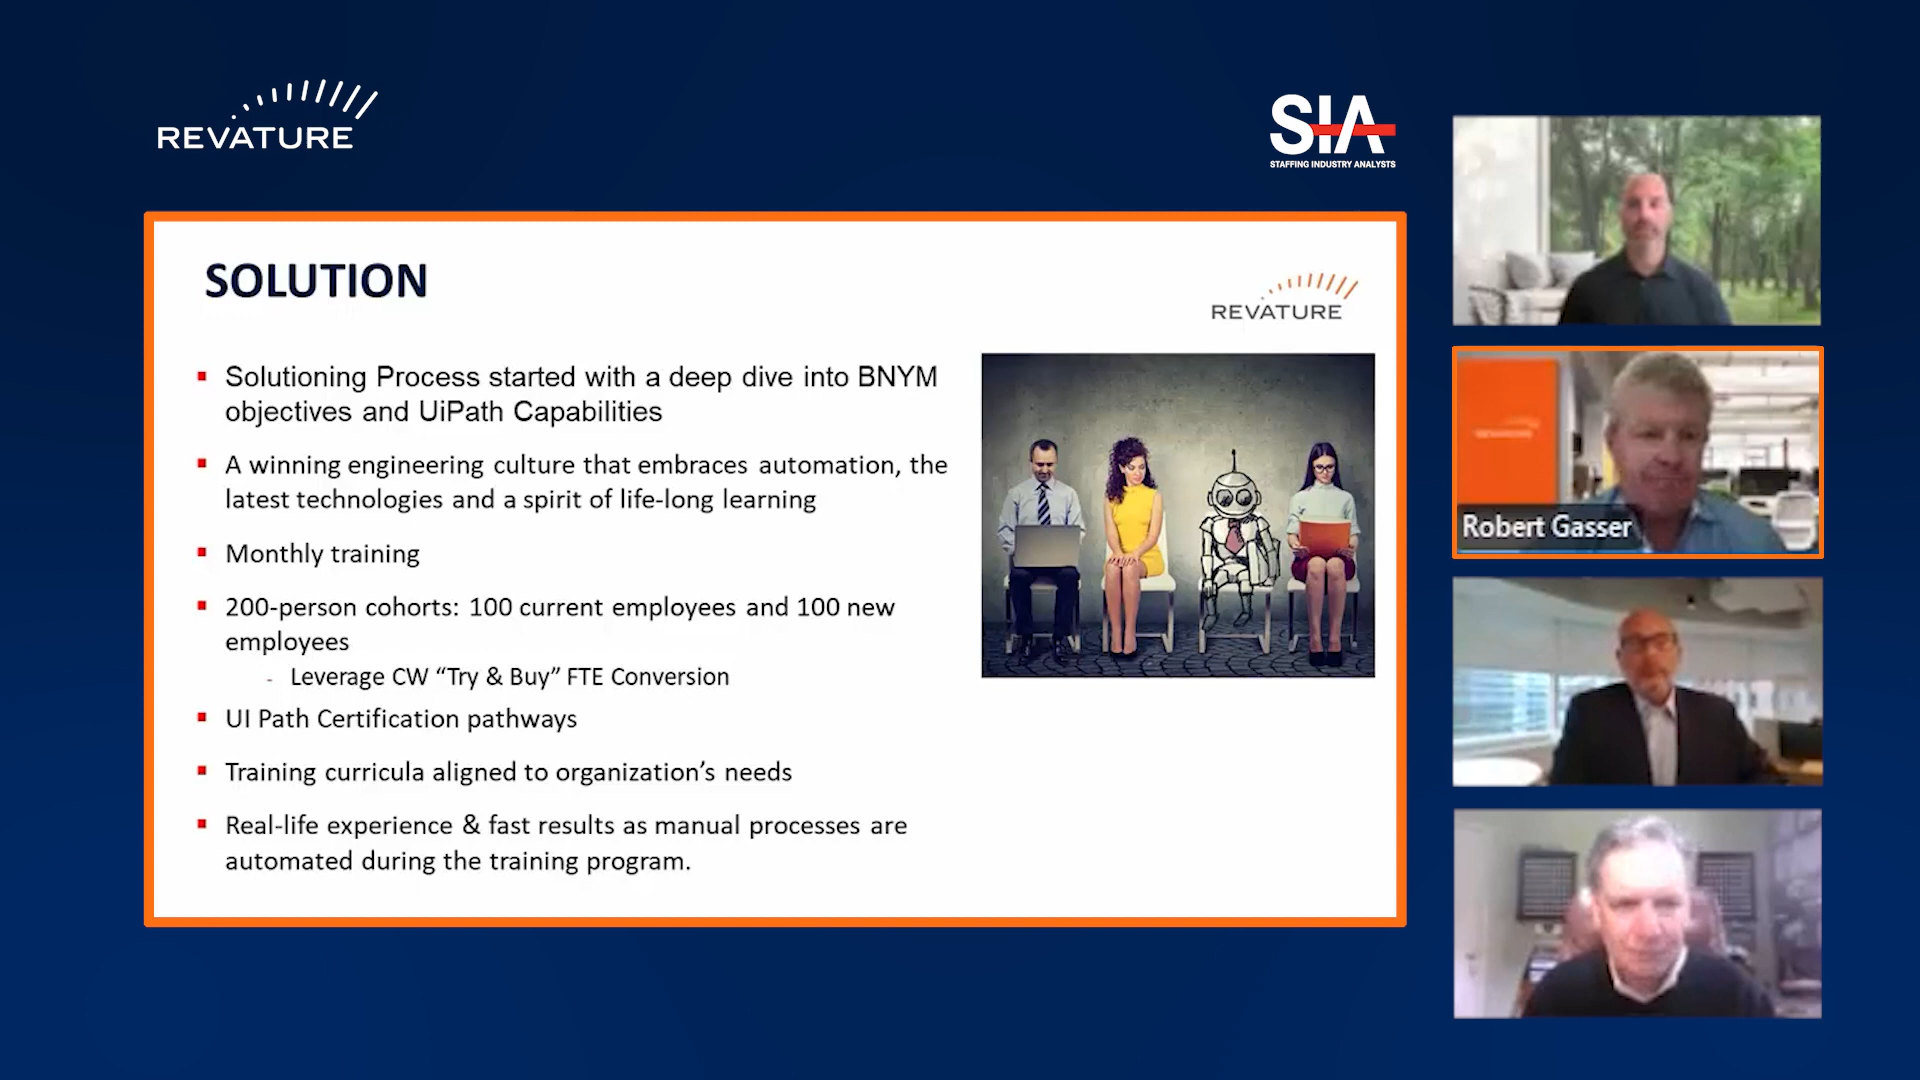 REVATURE
SIA
STAFFING INDUSTRY ANALYSTS
SOLUTION
REVATURE
▪ Solutioning Process started with a deep dive into BNYM
objectives and UiPath Capabilities
▪ A winning engineering culture that embraces automation, the
latest technologies and a spirit of life-long learning
▪ Monthly training
▪ 200-person cohorts: 100 current employees and 100 new
employees
- Leverage CW “Try & Buy” FTE Conversion
▪ UI Path Certification pathways
▪ Training curricula aligned to organization’s needs
▪ Real-life experience & fast results as manual processes are
automated during the training program.
Robert Gasser